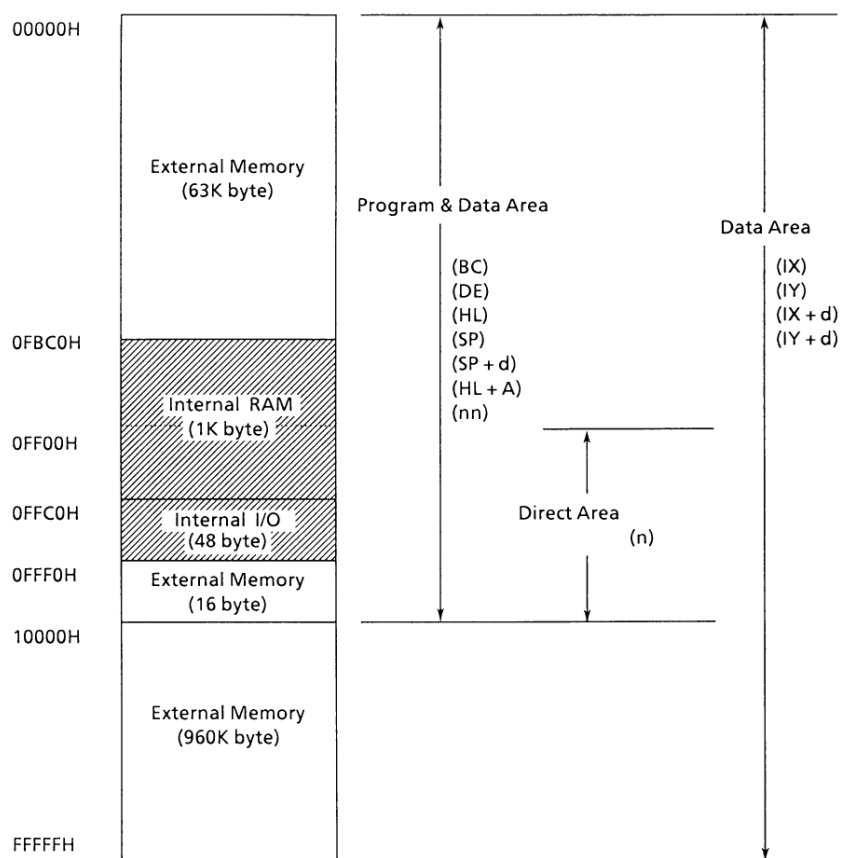 00000H
External Memory
(63K byte)
Program & Data Area
Data Area
(BC)
(DE)
(HL)
(SP)
(SP + d)
(HL + A)
(nn)
(IX)
(IY)
(IX + d)
(IY + d)
0FBC0H
Internal RAM
(1K byte)
0FF00H
0FFC0H
Internal I/O
(48 byte)
Direct Area
(n)
0FFF0H
External Memory
(16 byte)
10000H
External Memory
(960K byte)
FFFFFH